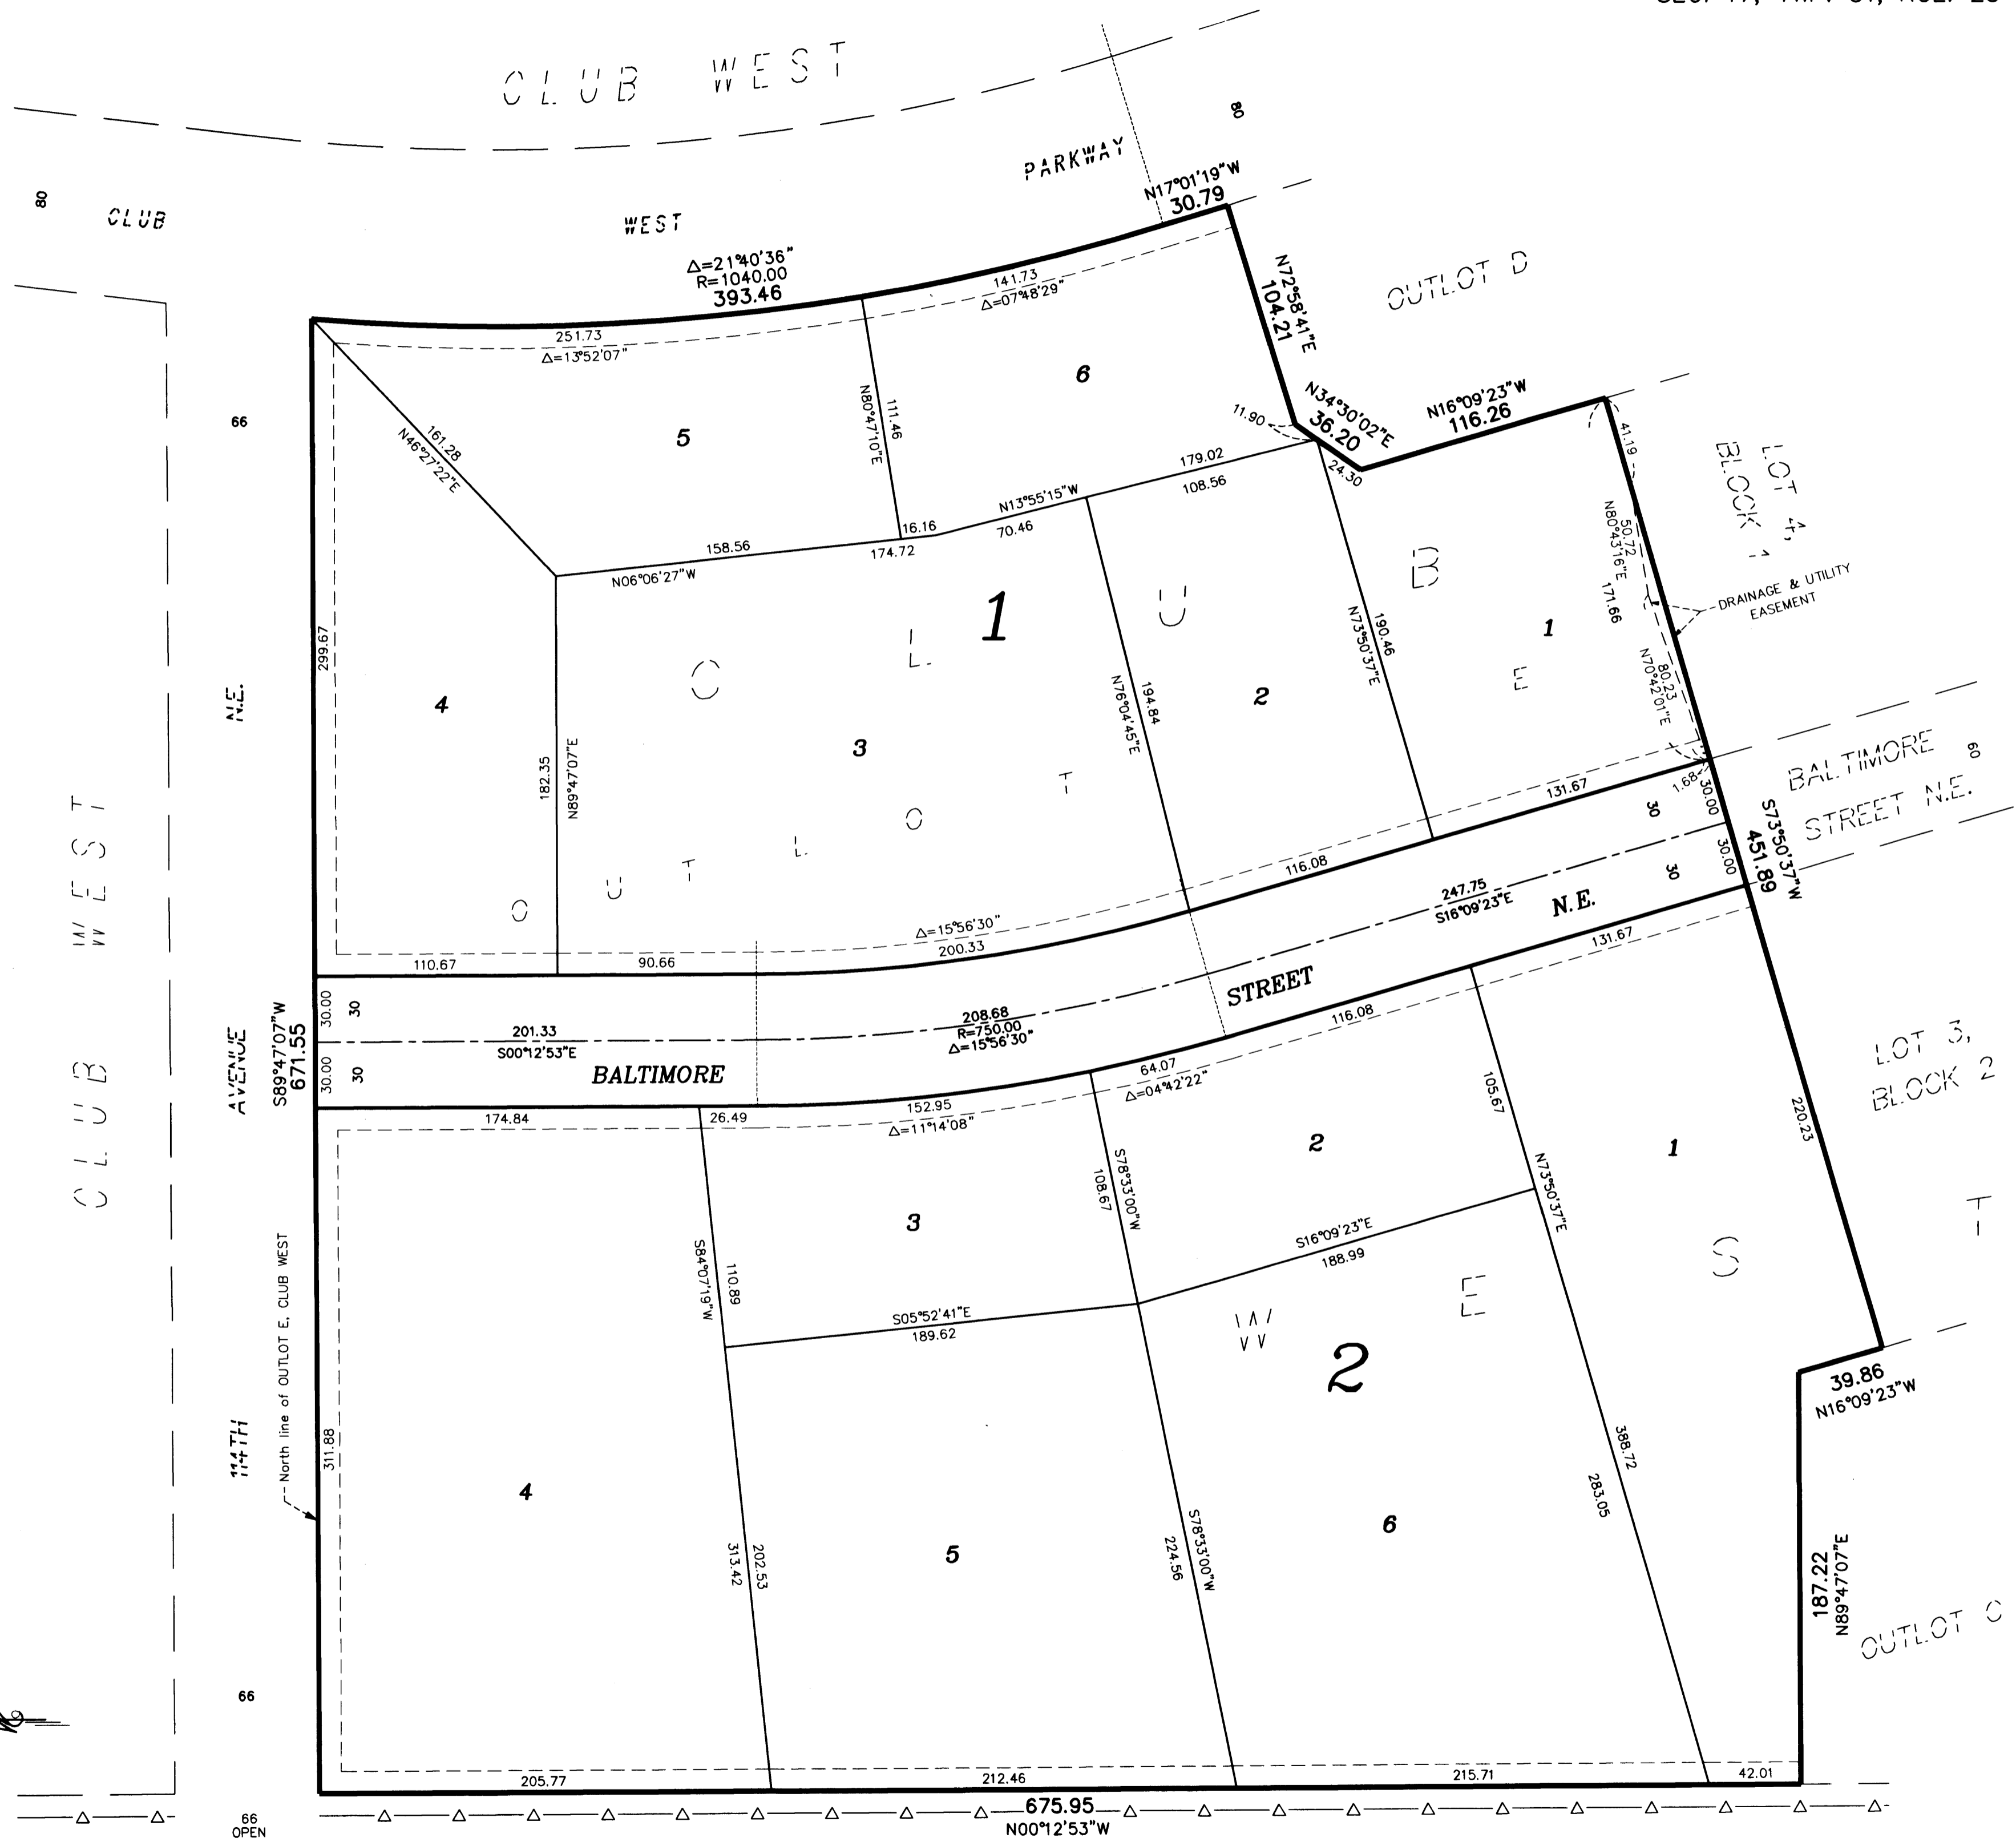 CLUB WEST
80
CLUB
WEST
PARKWAY
80
N17°01'19"W
30.79
Δ=21°40'36"
R=1040.00
393.46
141.73
Δ=07°48'29"
251.73
Δ=13°52'07"
N72°58'41"E
104.21
OUTLOT D
66
5
6
161.28
N46°27'22"E
111.46
N80°47'10"E
11.90
N34°30'02"E
36.20
24.30
N16°09'23"W
116.26
41.19
LOT 4,
BLOCK 1
179.02
108.56
N13°55'15"W
70.46
16.16
158.56
174.72
N06°06'27"W
50.72
N80°43'16"E
171.66
DRAINAGE & UTILITY
EASEMENT
80.23
N70°42'01"E
1
299.67
N.E.
4
3
2
1
CLUB WEST
OUTLOT
182.35
N89°47'07"E
194.84
N76°04'45"E
190.46
N73°50'37"E
BALTIMORE
STREET N.E.
60
131.67
1.68
30.00
30
30.00
30
S73°50'37"W
451.89
116.08
247.75
S16°09'23"E
N.E.
Δ=15°56'30"
200.33
110.67
90.66
131.67
STREET
30.00
30
201.33
S00°12'53"E
208.68
R=750.00
Δ=15°56'30"
30.00
30
BALTIMORE
116.08
AVENUE
S89°47'07"W
671.55
174.84
26.49
152.95
Δ=11°14'08"
64.07
Δ=04°42'22"
CLUB WEST
LOT 3,
BLOCK 2
105.67
220.23
2
1
3
S78°33'00"W
108.67
N73°50'37"E
S16°09'23"E
188.99
S84°07'19"W
110.89
S05°52'41"E
189.62
North line of OUTLOT E, CLUB WEST
2
39.86
N16°09'23"W
114TH
311.88
4
5
6
388.72
283.05
202.53
313.42
S78°33'00"W
224.56
187.22
N89°47'07"E
OUTLOT C
66
205.77
212.46
215.71
42.01
66
OPEN
675.95
N00°12'53"W